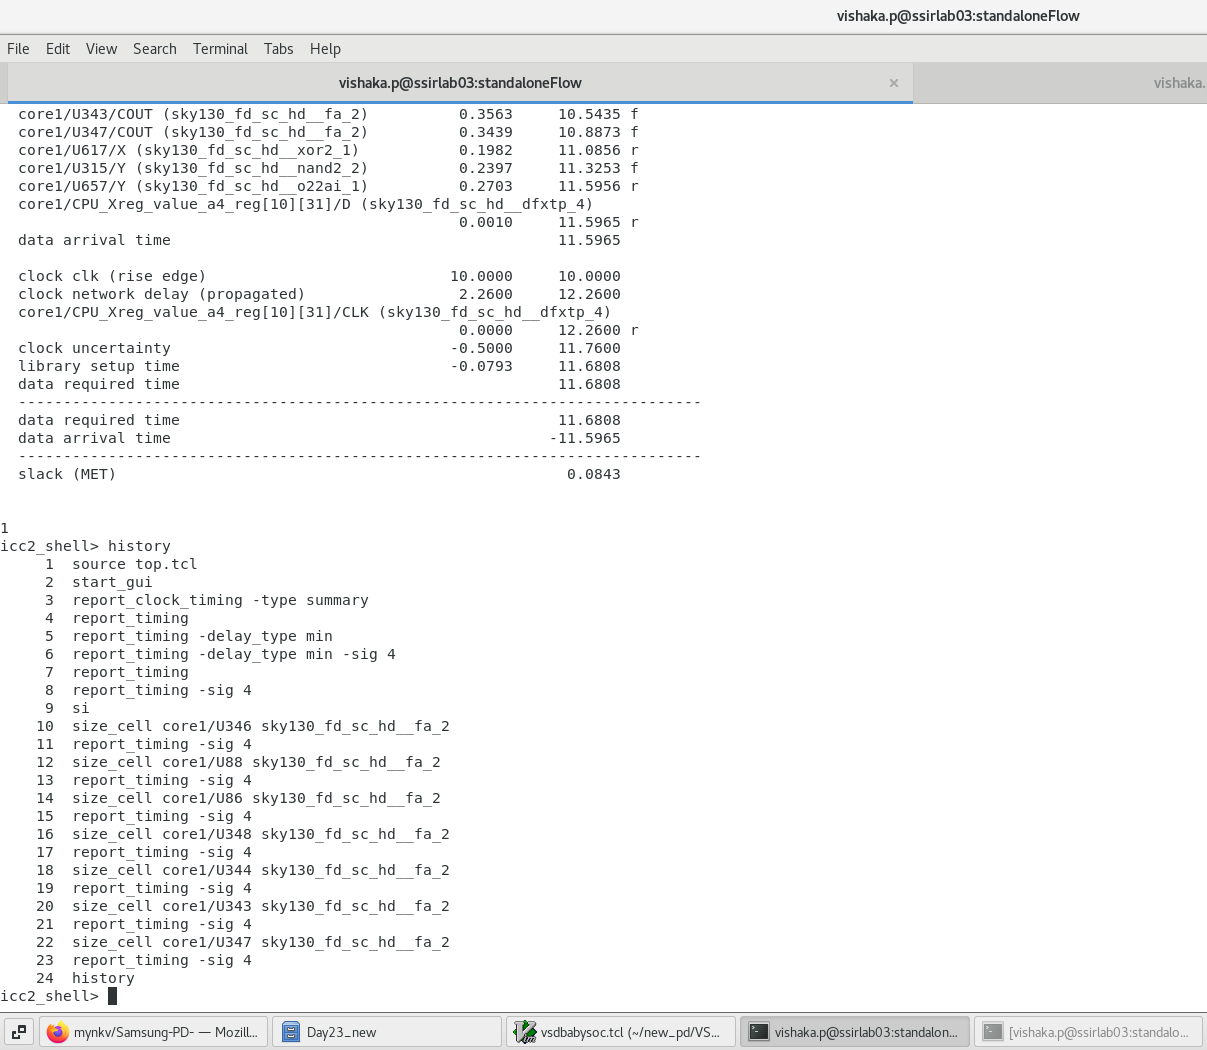 vishaka.p@ssirlab03:standaloneFlow
File Edit View Search Terminal Tabs Help
vishaka.p@ssirlab03:standaloneFlow × vishaka.
core1/U343/COUT (sky130_fd_sc_hd__fa_2) 0.3563 10.5435 f
core1/U347/COUT (sky130_fd_sc_hd__fa_2) 0.3439 10.8873 f
core1/U617/X (sky130_fd_sc_hd__xor2_1) 0.1982 11.0856 r
core1/U315/Y (sky130_fd_sc_hd__nand2_2) 0.2397 11.3253 f
core1/U657/Y (sky130_fd_sc_hd__o22ai_1) 0.2703 11.5956 r
core1/CPU_Xreg_value_a4_reg[10][31]/D (sky130_fd_sc_hd__dfxtp_4)
0.0010 11.5965 r
data arrival time 11.5965
clock clk (rise edge) 10.0000 10.0000
clock network delay (propagated) 2.2600 12.2600
core1/CPU_Xreg_value_a4_reg[10][31]/CLK (sky130_fd_sc_hd__dfxtp_4)
0.0000 12.2600 r
clock uncertainty -0.5000 11.7600
library setup time -0.0793 11.6808
data required time 11.6808
----------------------------------------------------------------------------
data required time 11.6808
data arrival time -11.5965
----------------------------------------------------------------------------
slack (MET) 0.0843
1
icc2_shell> history
1 source top.tcl
2 start_gui
3 report_clock_timing -type summary
4 report_timing
5 report_timing -delay_type min
6 report_timing -delay_type min -sig 4
7 report_timing
8 report_timing -sig 4
9 si
10 size_cell core1/U346 sky130_fd_sc_hd__fa_2
11 report_timing -sig 4
12 size_cell core1/U88 sky130_fd_sc_hd__fa_2
13 report_timing -sig 4
14 size_cell core1/U86 sky130_fd_sc_hd__fa_2
15 report_timing -sig 4
16 size_cell core1/U348 sky130_fd_sc_hd__fa_2
17 report_timing -sig 4
18 size_cell core1/U344 sky130_fd_sc_hd__fa_2
19 report_timing -sig 4
20 size_cell core1/U343 sky130_fd_sc_hd__fa_2
21 report_timing -sig 4
22 size_cell core1/U347 sky130_fd_sc_hd__fa_2
23 report_timing -sig 4
24 history
icc2_shell>
mynkv/Samsung-PD- — Mozill... Day23_new vsdbabysoc.tcl (~/new_pd/VS... vishaka.p@ssirlab03:standalon... [vishaka.p@ssirlab03:standalo...